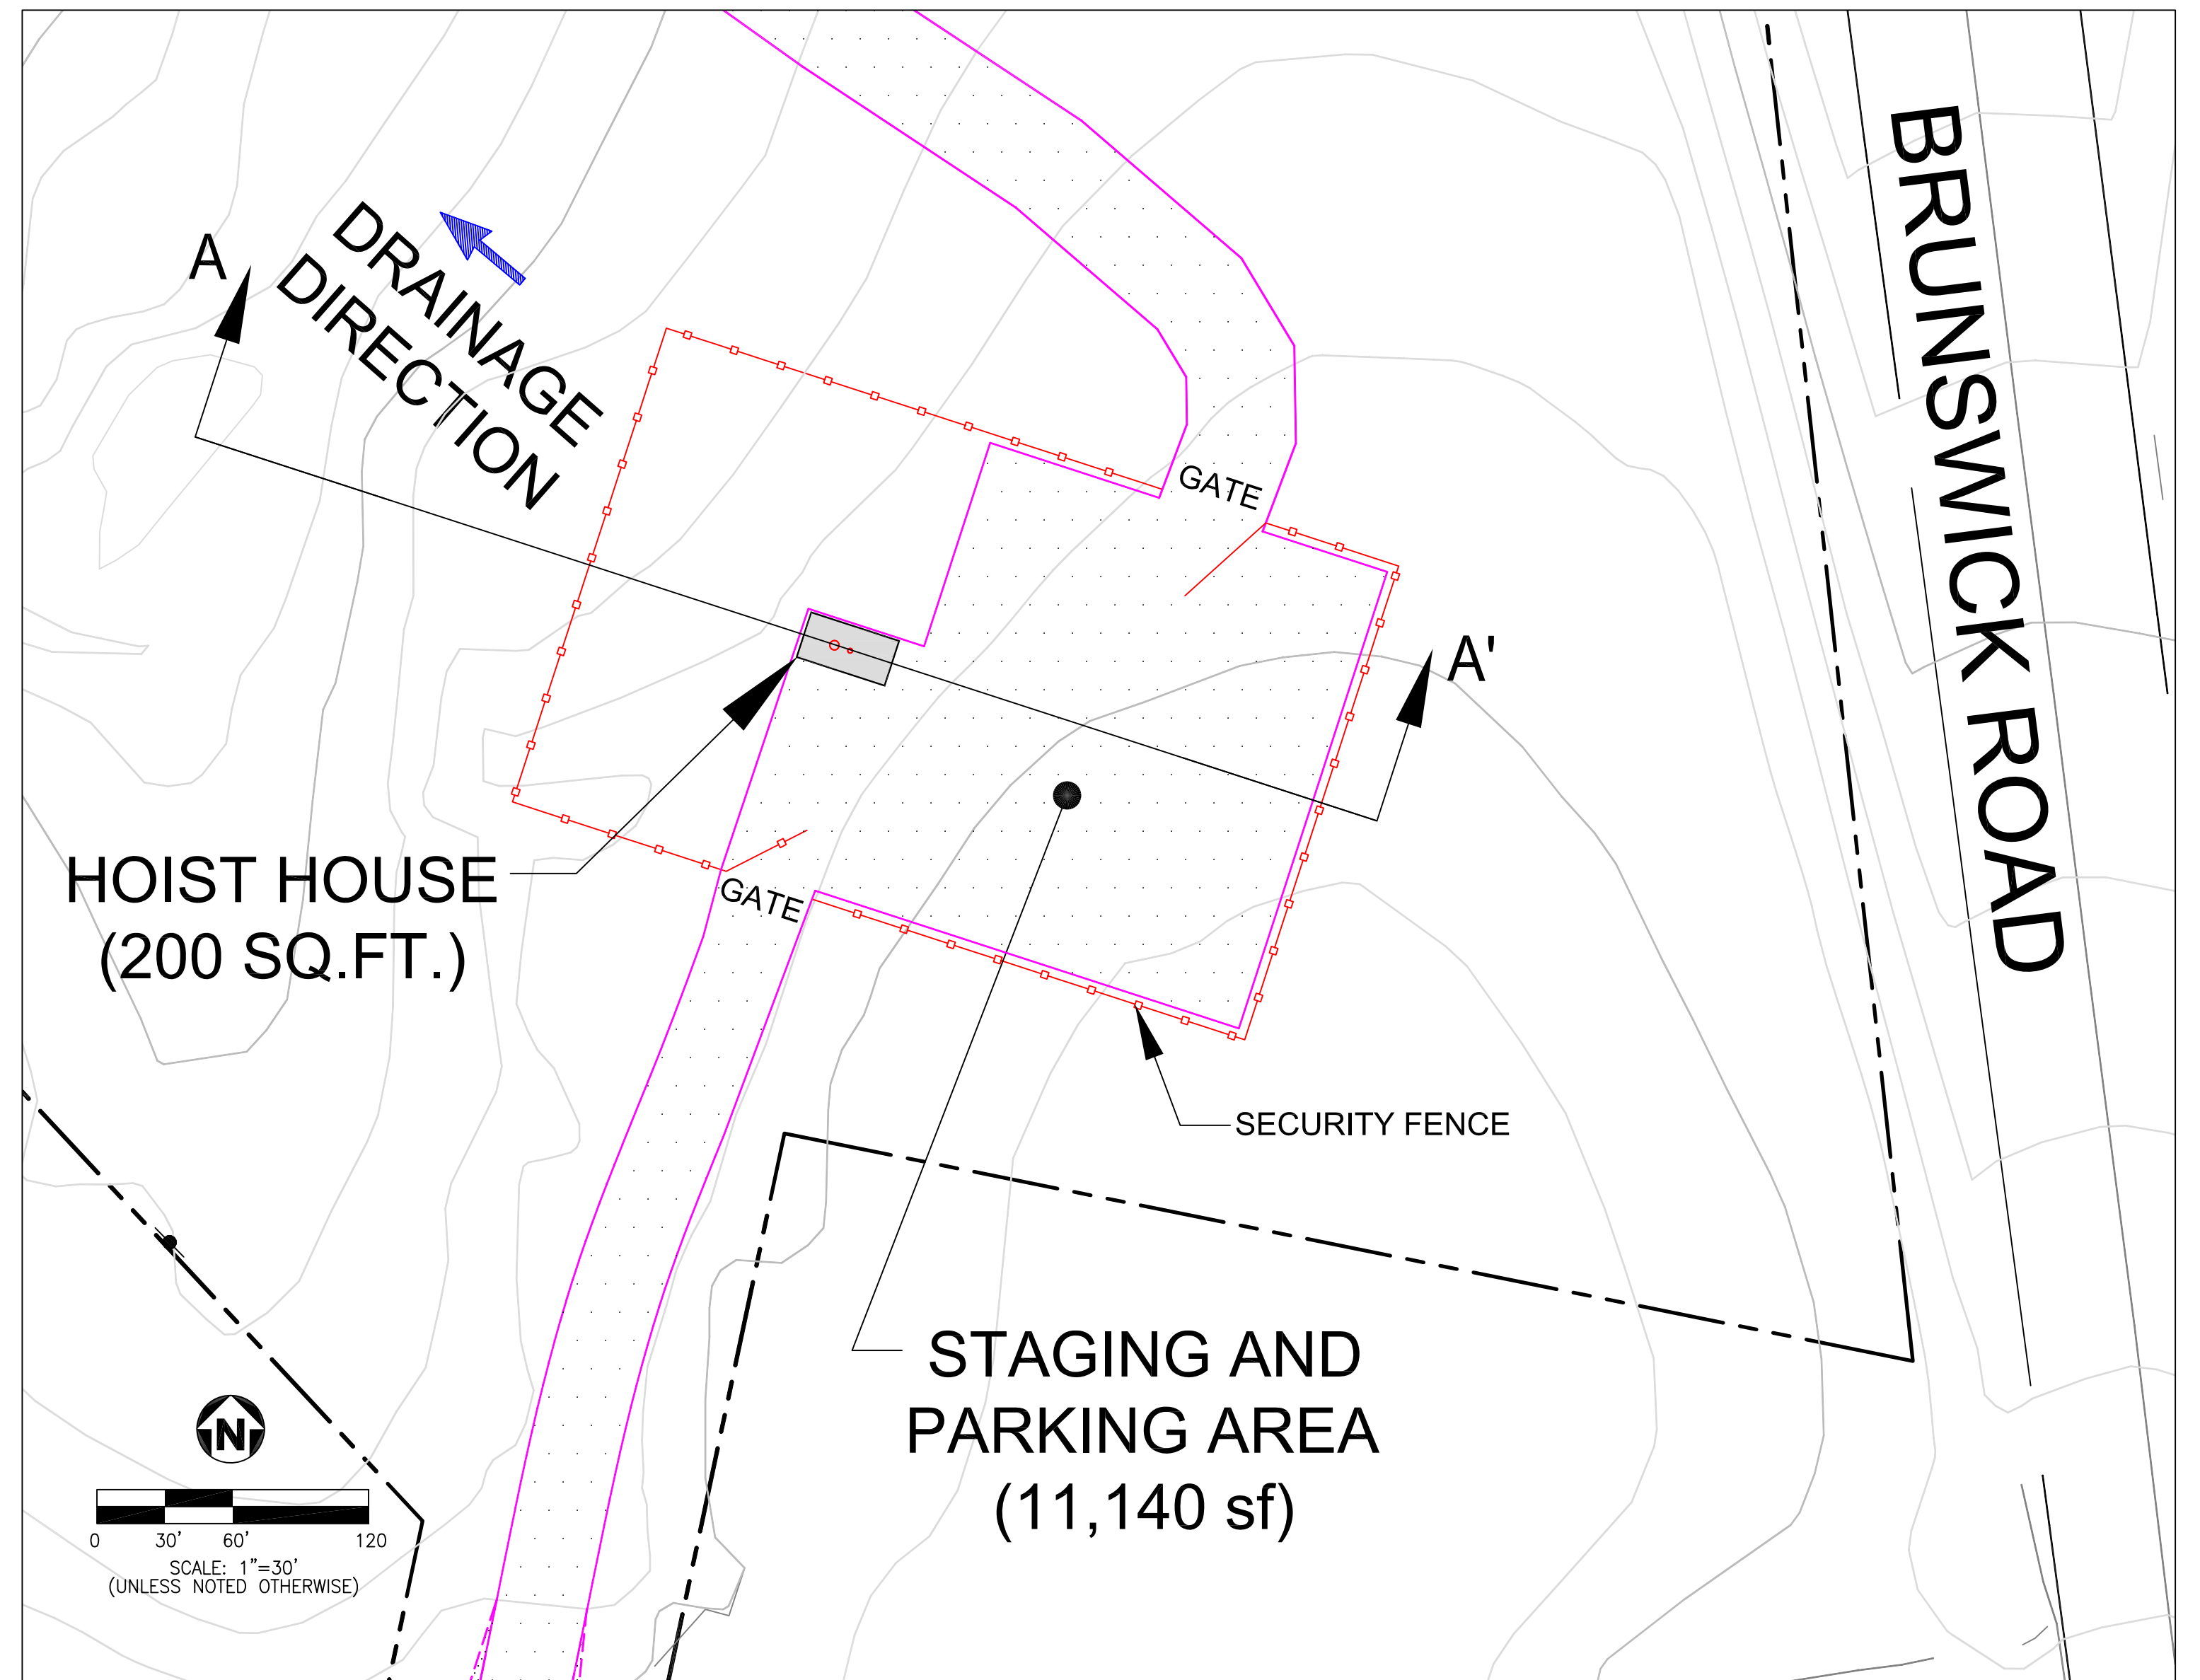 BRUNSWICK ROAD
A
DRAINAGE
DIRECTION
GATE
A'
HOIST HOUSE
(200 SQ.FT.)
GATE
SECURITY FENCE
STAGING AND
PARKING AREA
(11,140 sf)
N
0 30' 60' 120
SCALE: 1"=30'
(UNLESS NOTED OTHERWISE)